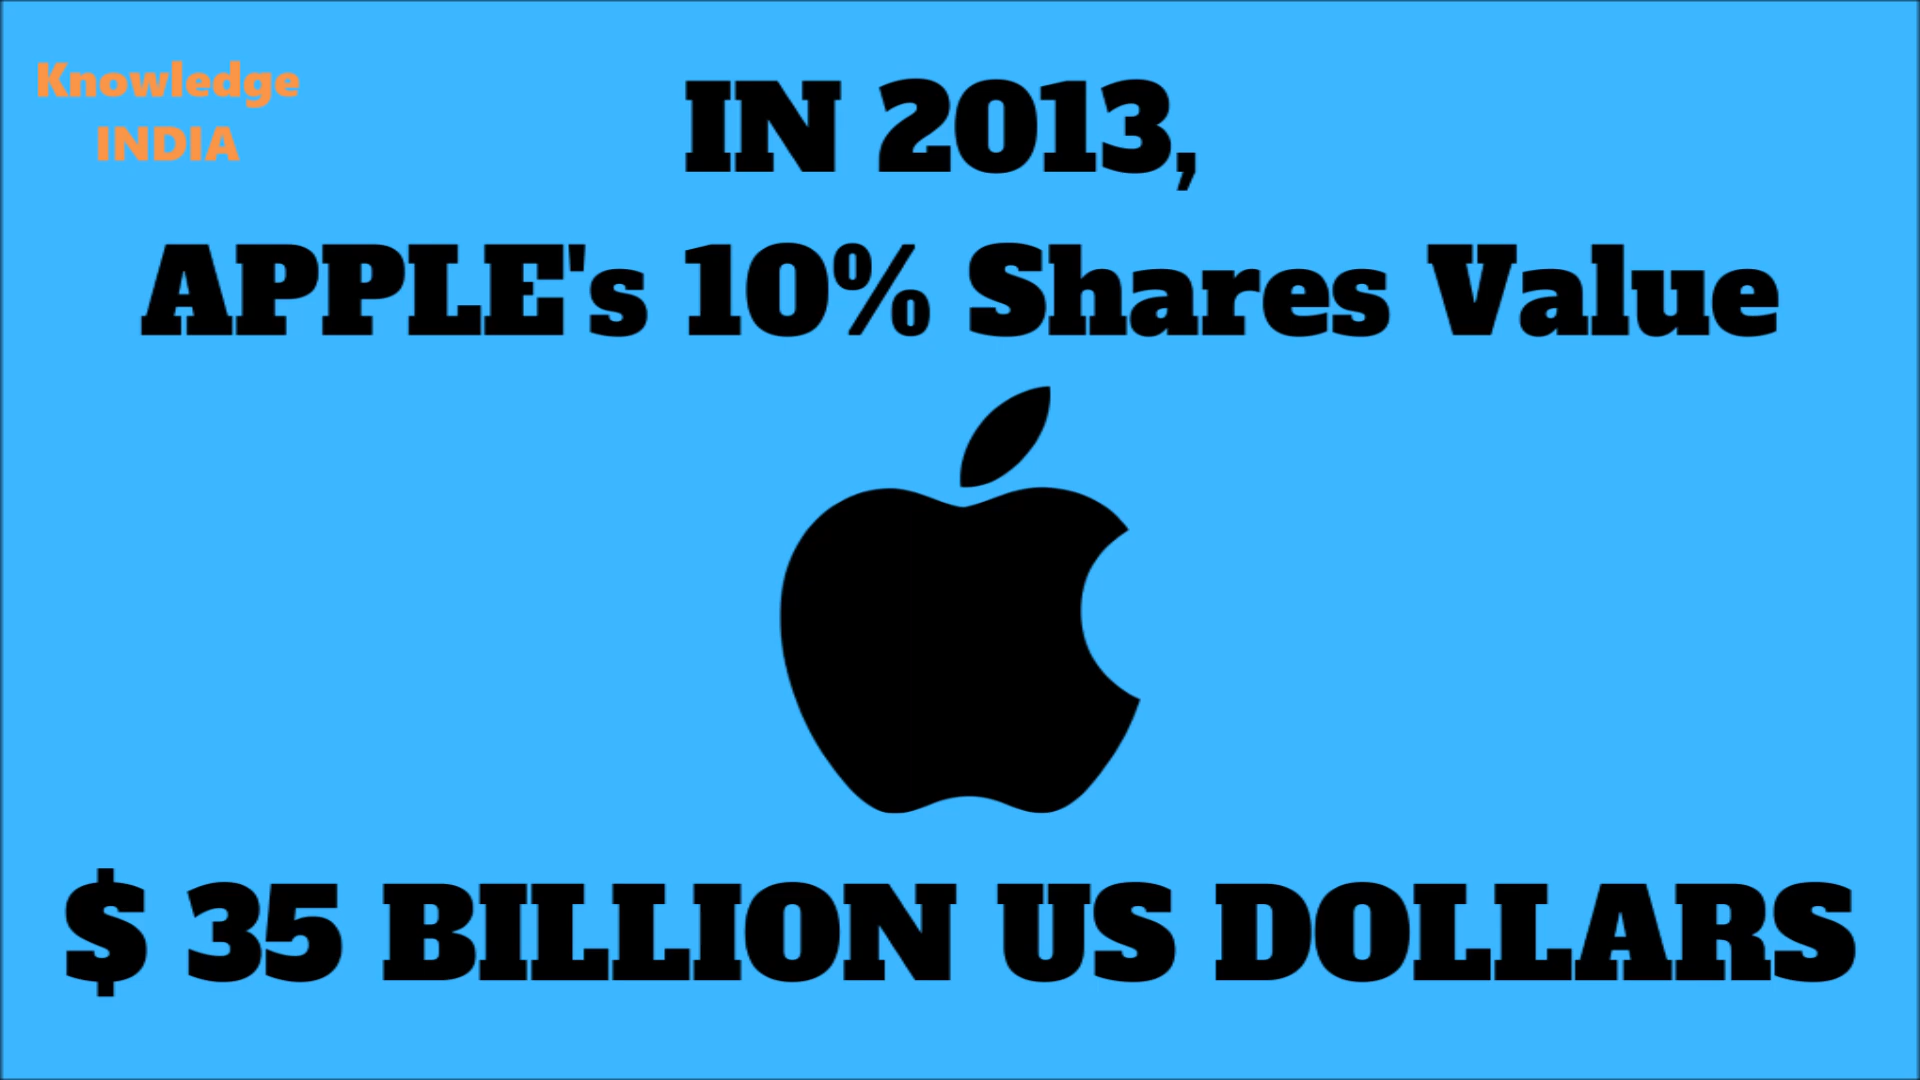 Knowledge
INDIA
IN 2013,
APPLE's 10% Shares Value
$ 35 BILLION US DOLLARS